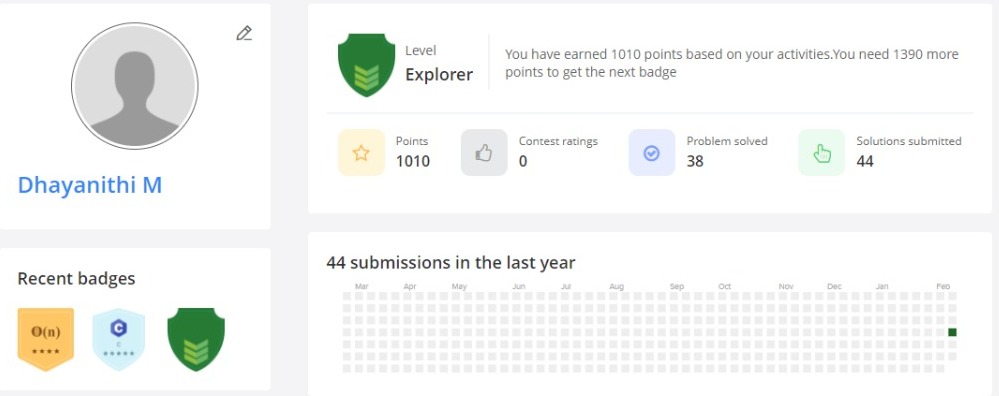 Dhayanithi M
Recent badges
O(n)
C
C
Level
Explorer
You have earned 1010 points based on your activities.You need 1390 more
points to get the next badge
Points
1010
Contest ratings
0
Problem solved
38
Solutions submitted
44
44 submissions in the last year
Mar Apr May Jun Jul Aug Sep Oct Nov Dec Jan Feb